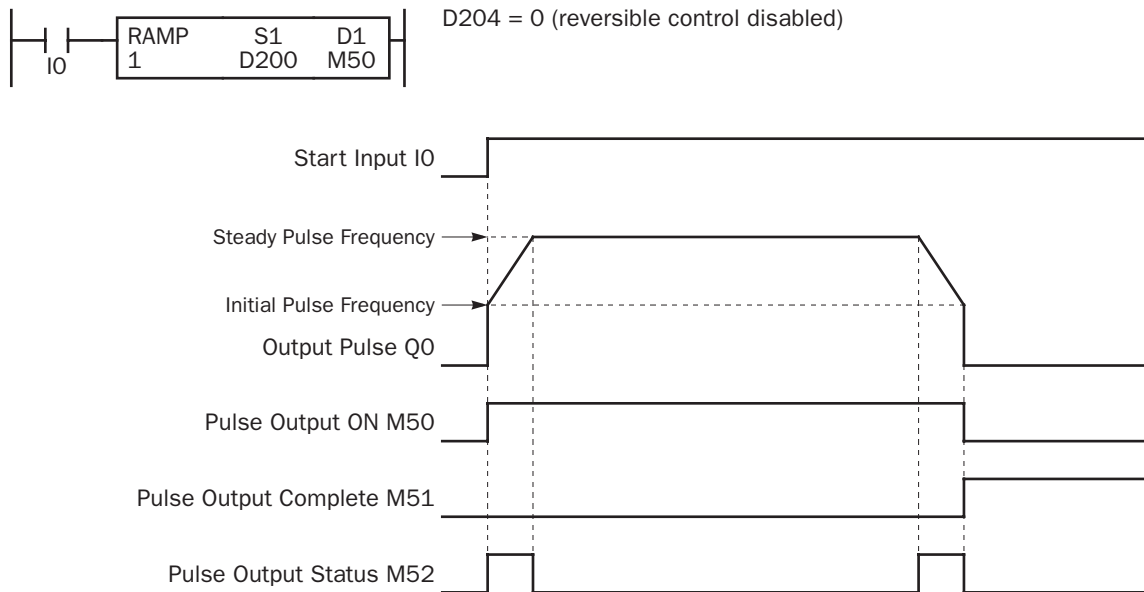 D204 = 0 (reversible control disabled)
RAMP S1 D1
1 D200 M50
I0
Start Input I0
Steady Pulse Frequency
Initial Pulse Frequency
Output Pulse Q0
Pulse Output ON M50
Pulse Output Complete M51
Pulse Output Status M52